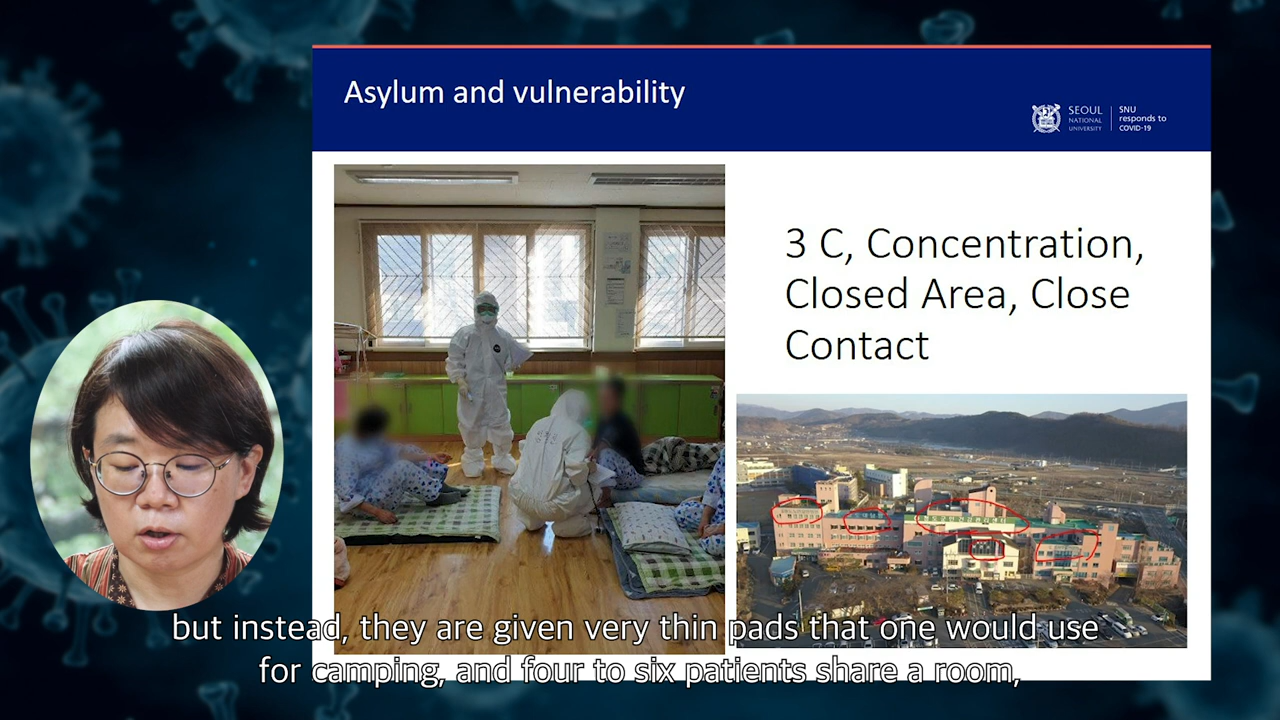 Asylum and vulnerability
SEOUL
NATIONAL
UNIVERSITY
SNU
responds to
COVID-19
3 C, Concentration,
Closed Area, Close
Contact
but instead, they are given very thin pads that one would use
for camping, and four to six patients share a room,